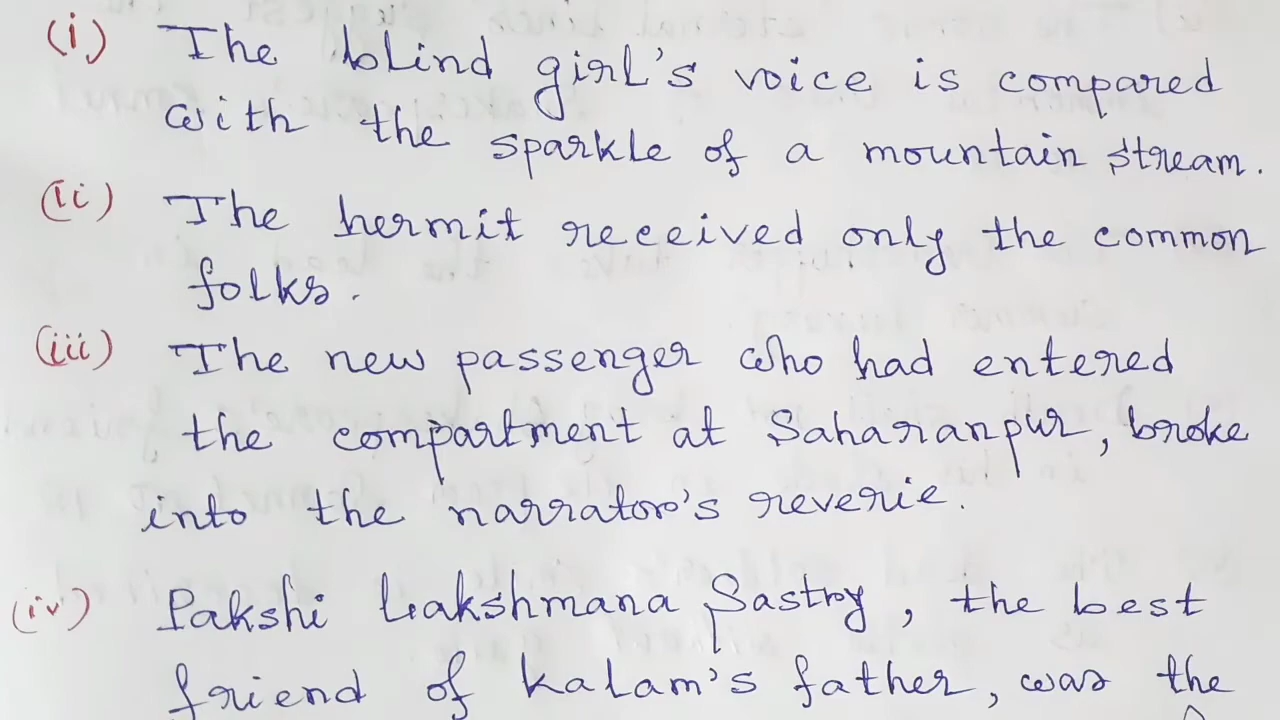 (i) The blind girl's voice is compared
with the sparkle of a mountain stream.
(ii) The hermit received only the common
folks.
(iii) The new passenger who had entered
the compartment at Saharanpur, broke
into the narrator's reverie.
(iv) Pakshi Lakshmana Sastry, the best
friend of Kalam's father, was the